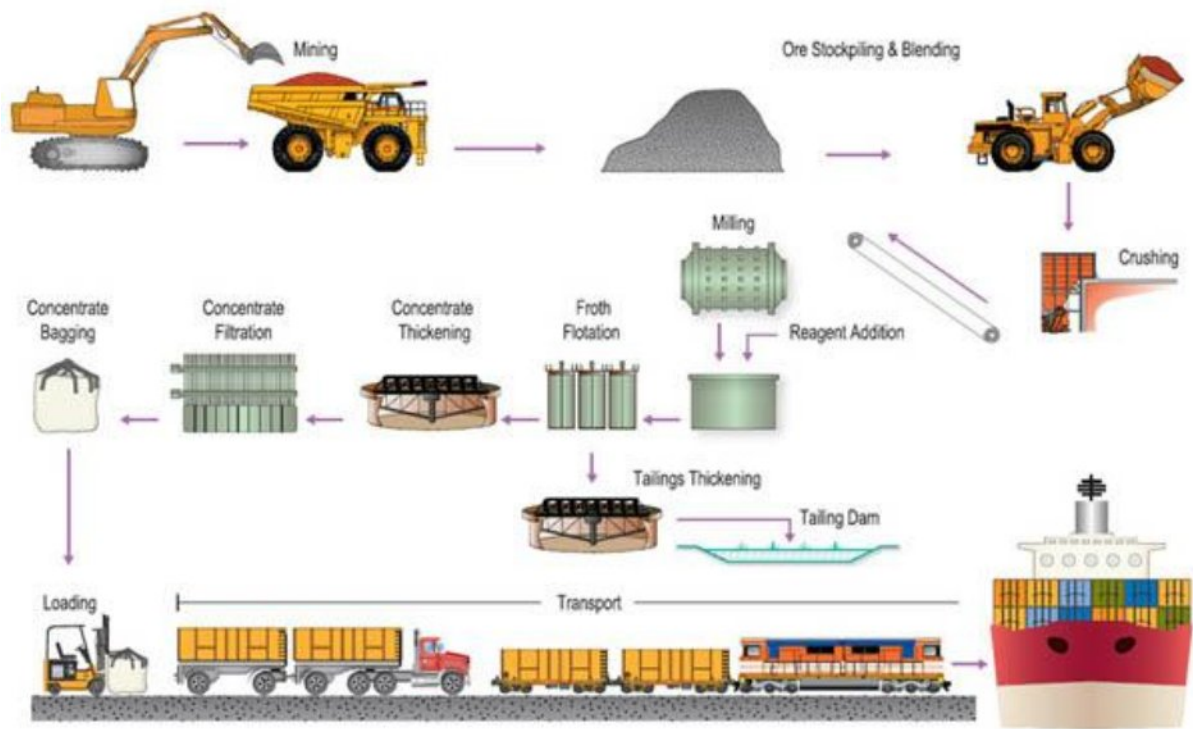 Mining
Ore Stockpiling & Blending
Milling
Crushing
Concentrate
Bagging
Concentrate
Filtration
Concentrate
Thickening
Froth
Flotation
Reagent Addition
Tailings Thickening
Tailing Dam
Loading
Transport